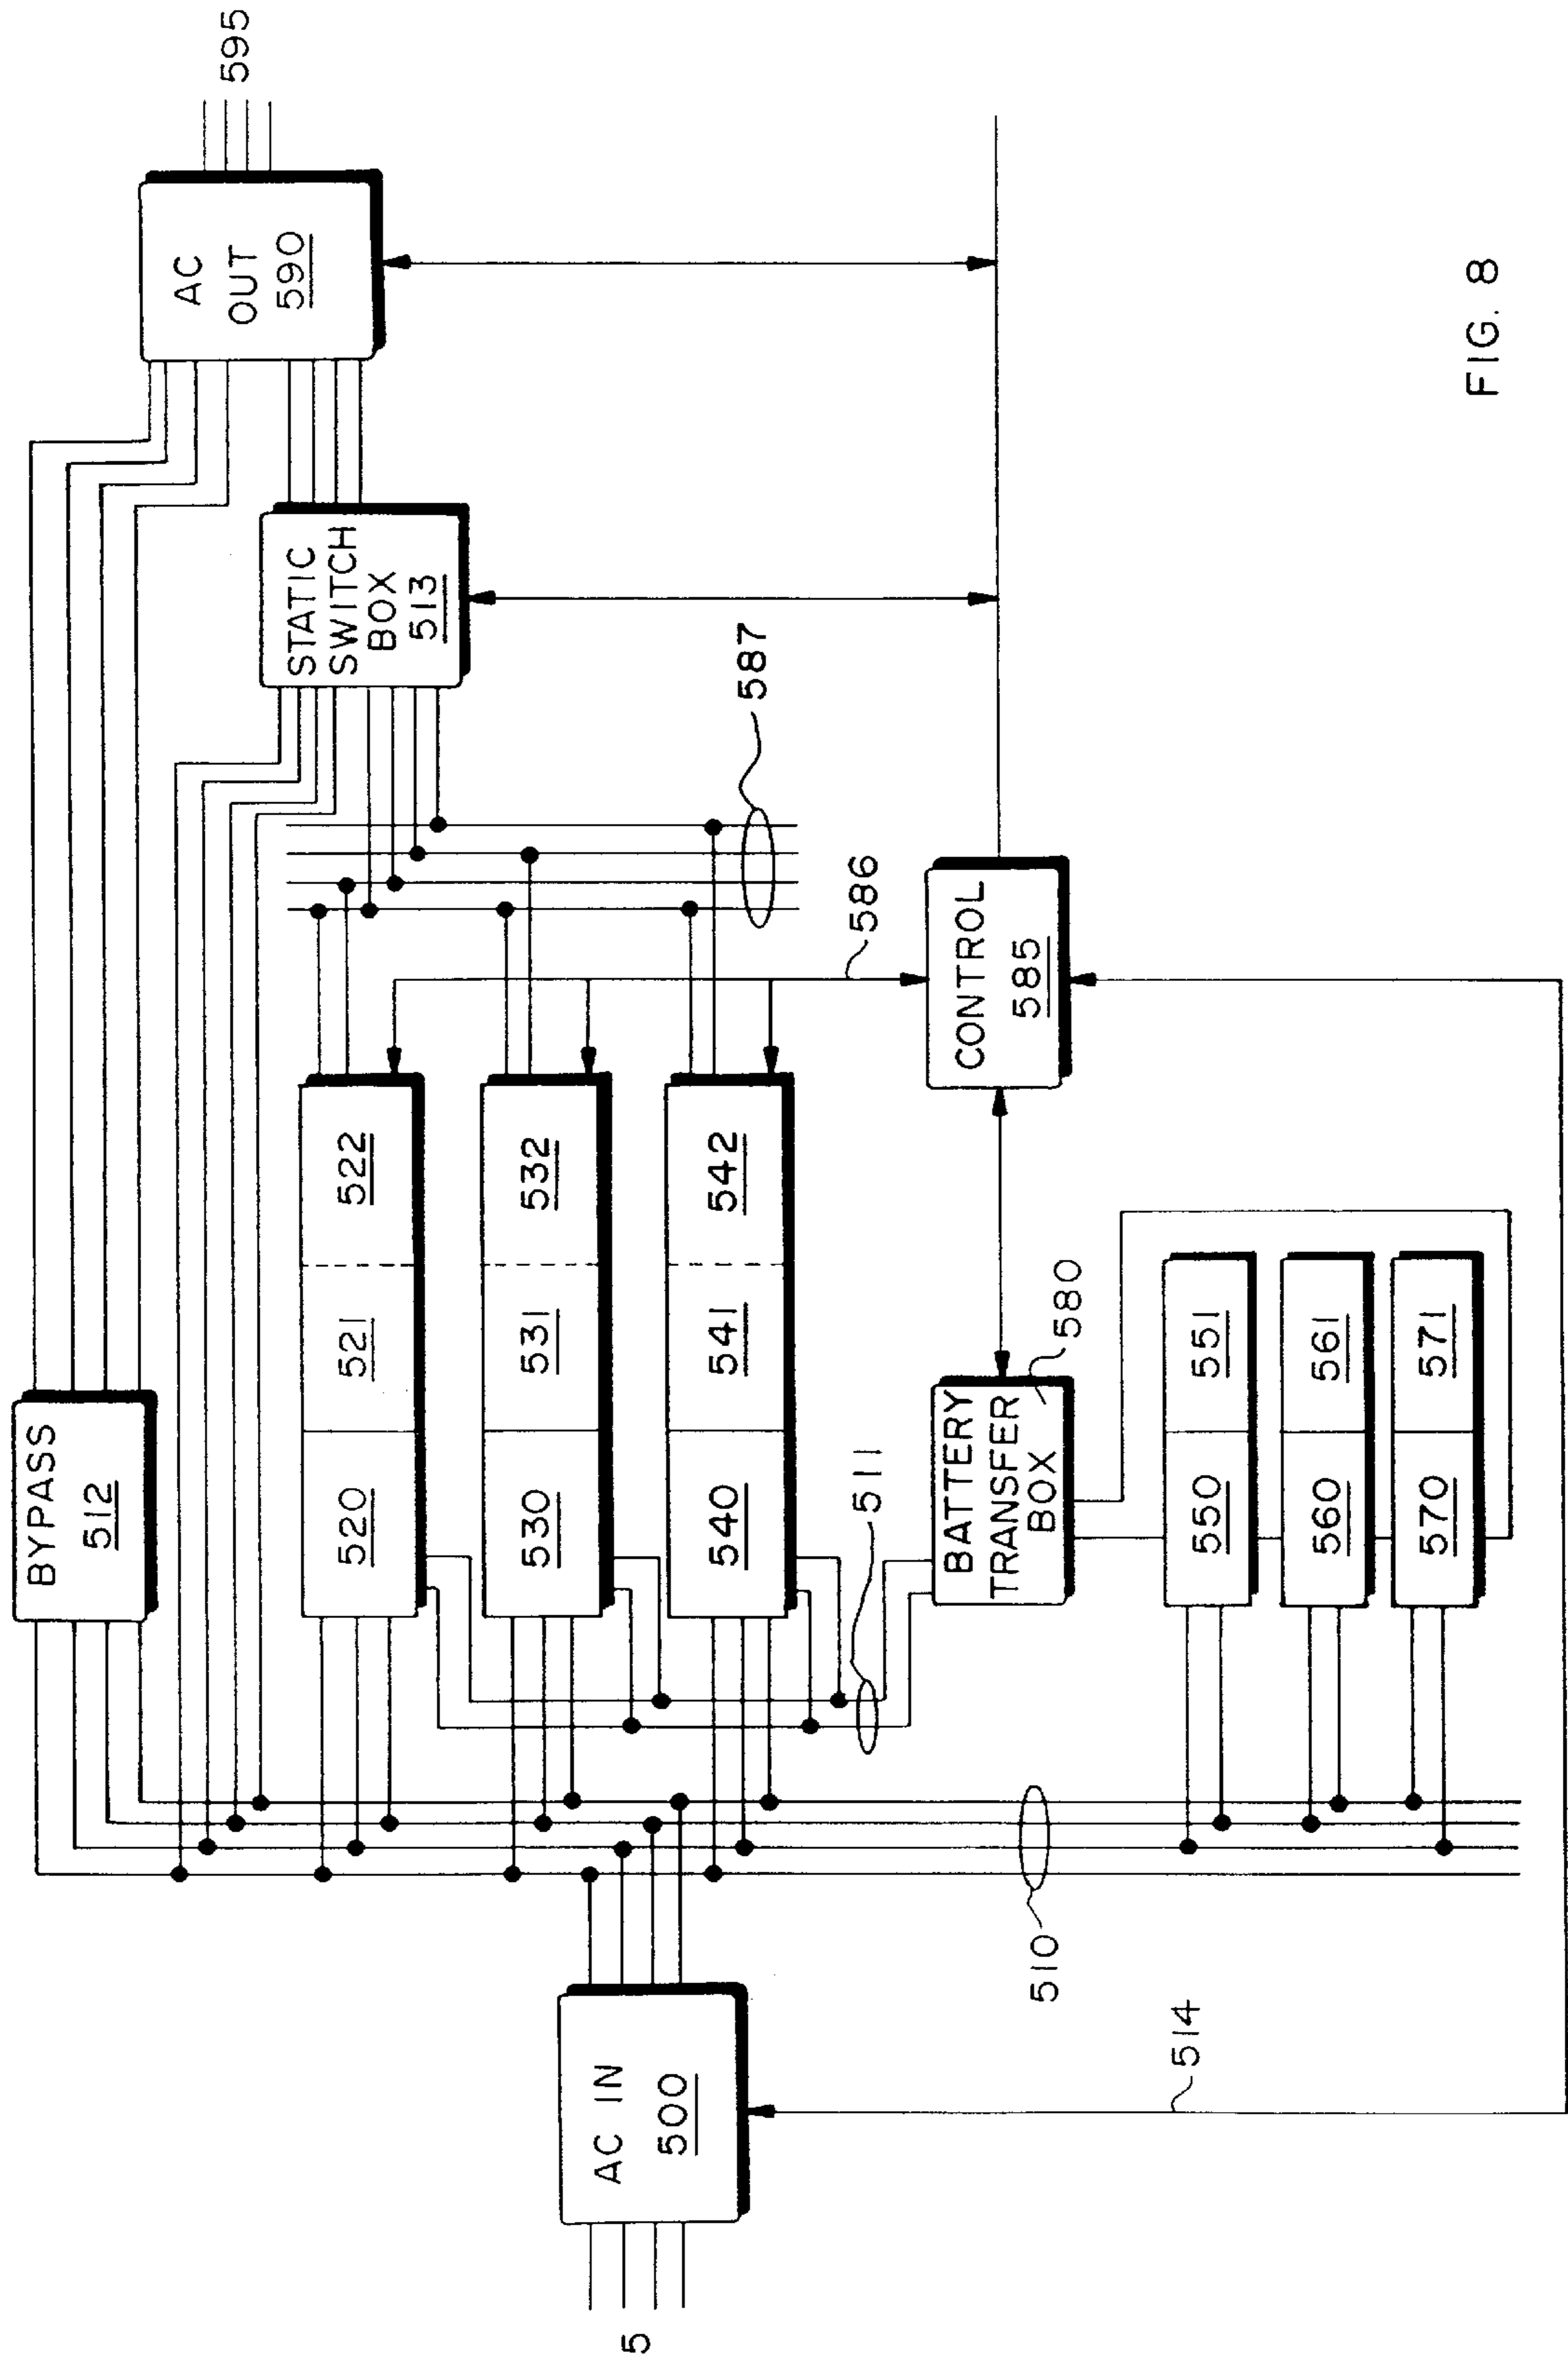 BYPASS
512
AC
OUT
590
595
STATIC
SWITCH
BOX
513
520
521
522
530
531
532
540
541
542
587
586
511
AC IN
500
5
510
514
BATTERY
TRANSFER
BOX
580
CONTROL
585
550
551
560
561
570
571
FIG. 8